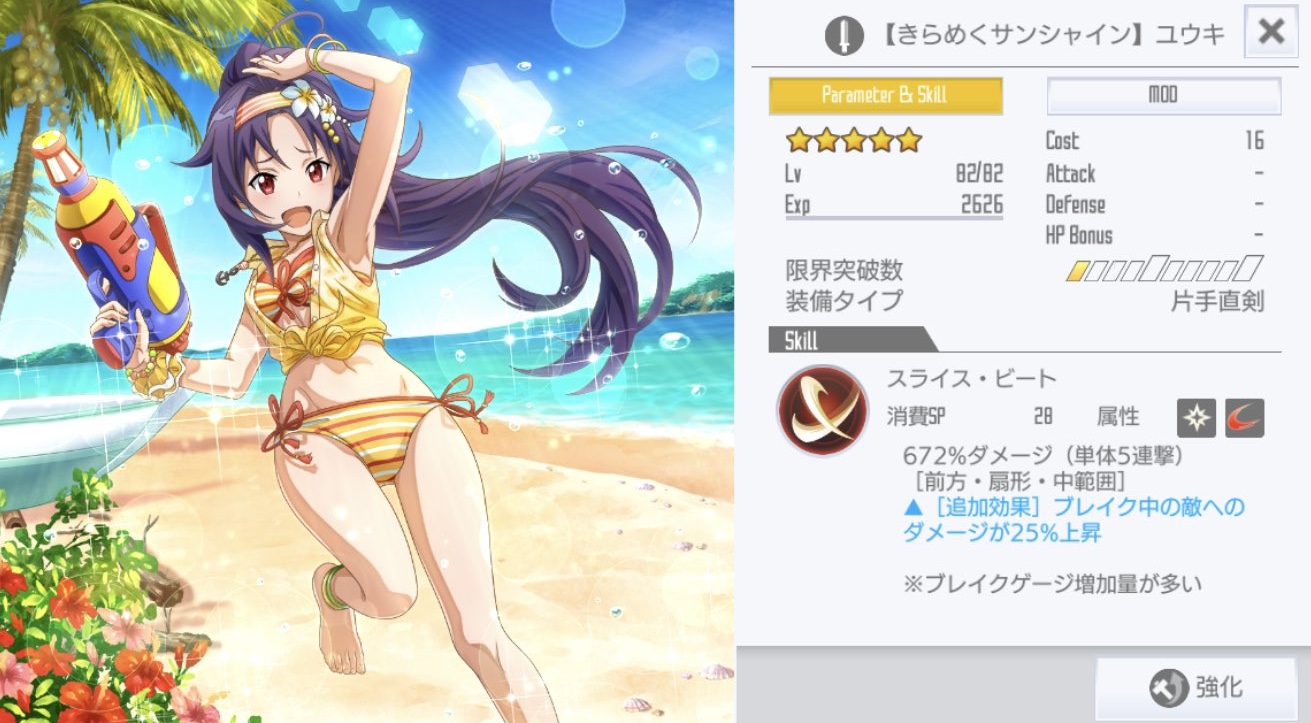 【きらめくサンシャイン】ユウキ
Parameter & Skill
MOD
Lv 82/82
Exp 2626
Cost 16
Attack -
Defense -
HP Bonus -
限界突破数
装備タイプ 片手直剣
Skill
スライス・ビート
消費SP 28 属性
672%ダメージ（単体5連撃）
［前方・扇形・中範囲］
▲［追加効果］ブレイク中の敵への
ダメージが25%上昇
※ブレイクゲージ増加量が多い
強化